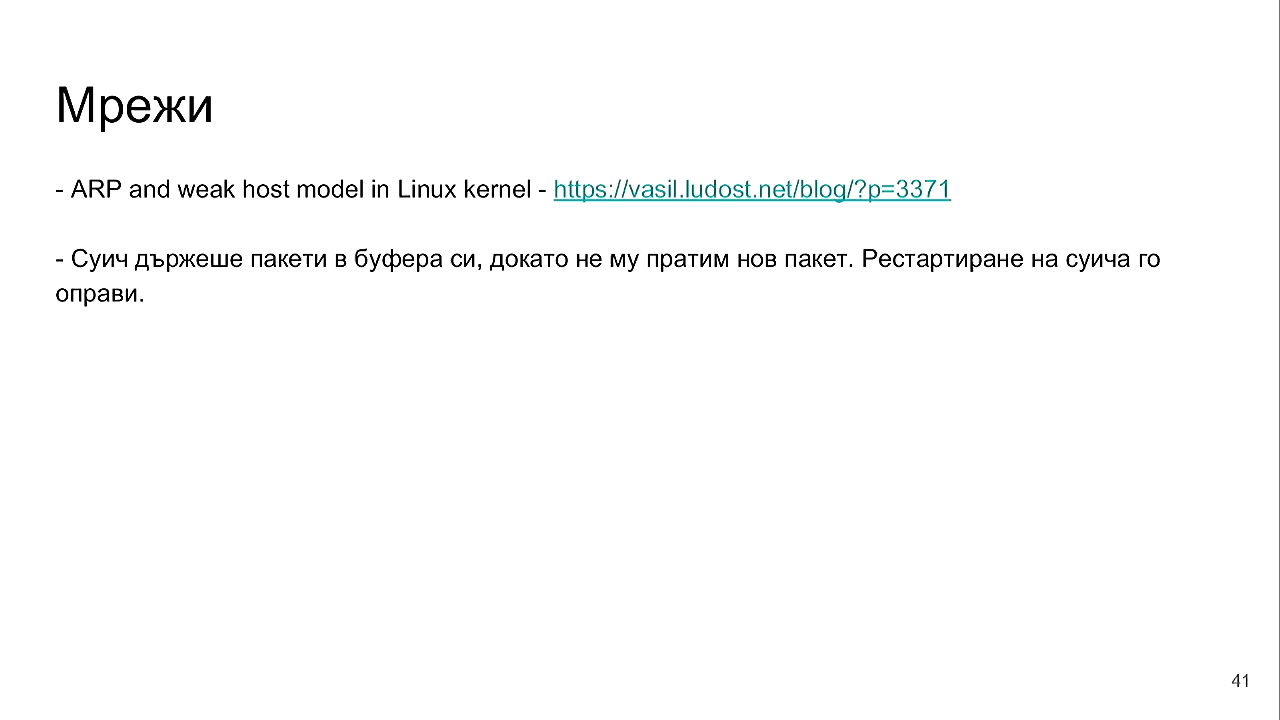 Мрежи
- ARP and weak host model in Linux kernel - https://vasil.ludost.net/blog/?p=3371
- Суич държеше пакети в буфера си, докато не му пратим нов пакет. Рестартиране на суича го
оправи.
41